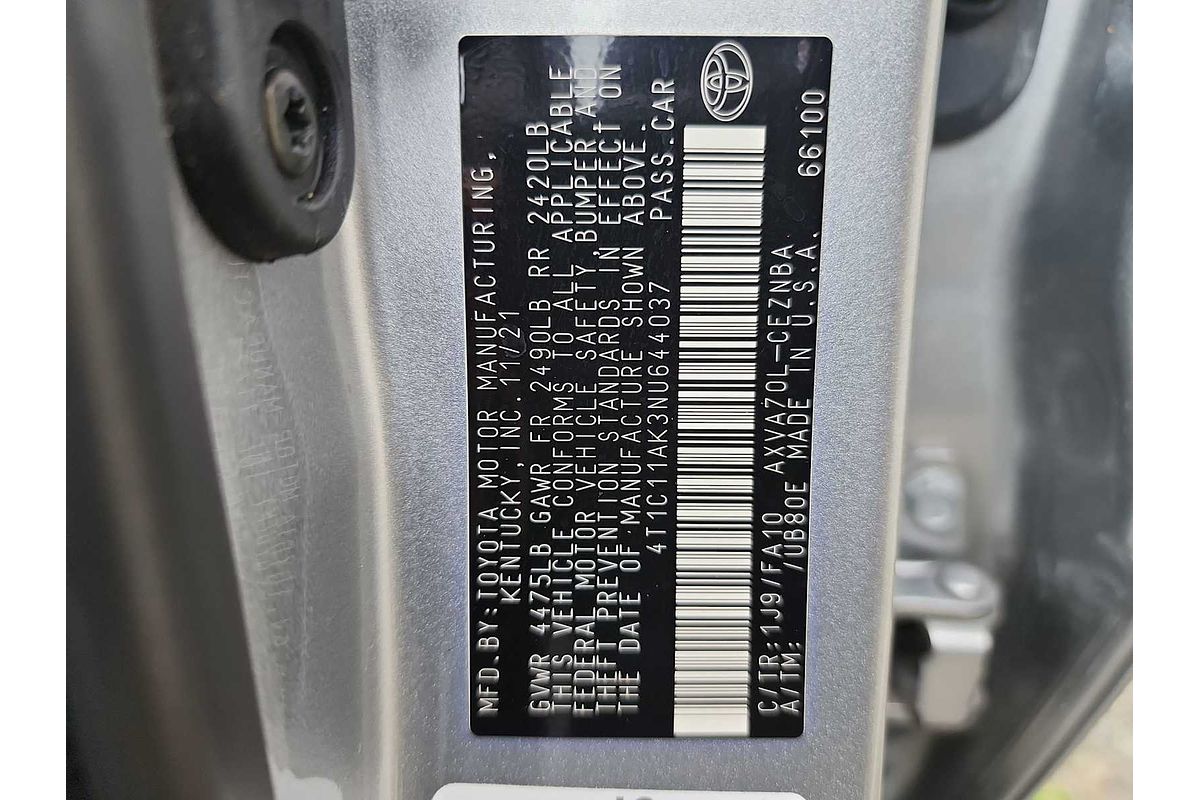 MFD.BY:TOYOTA MOTOR MANUFACTURING,
KENTUCKY,INC. 11/21
GVWR 4475LB GAWR FR 2490LB RR 2420LB
THIS VEHICLE CONFORMS TO ALL APPLICABLE
FEDERAL MOTOR VEHICLE SAFETY, BUMPER AND
THEFT PREVENTION STANDARDS IN EFFECT ON
THE DATE OF MANUFACTURE SHOWN ABOVE.
4T1C11AK3NU644037 PASS.CAR
C/TR:1J9/FA10 AXVA70L-CEZNBA 66100
A/TM: /UB80E MADE IN U.S.A.